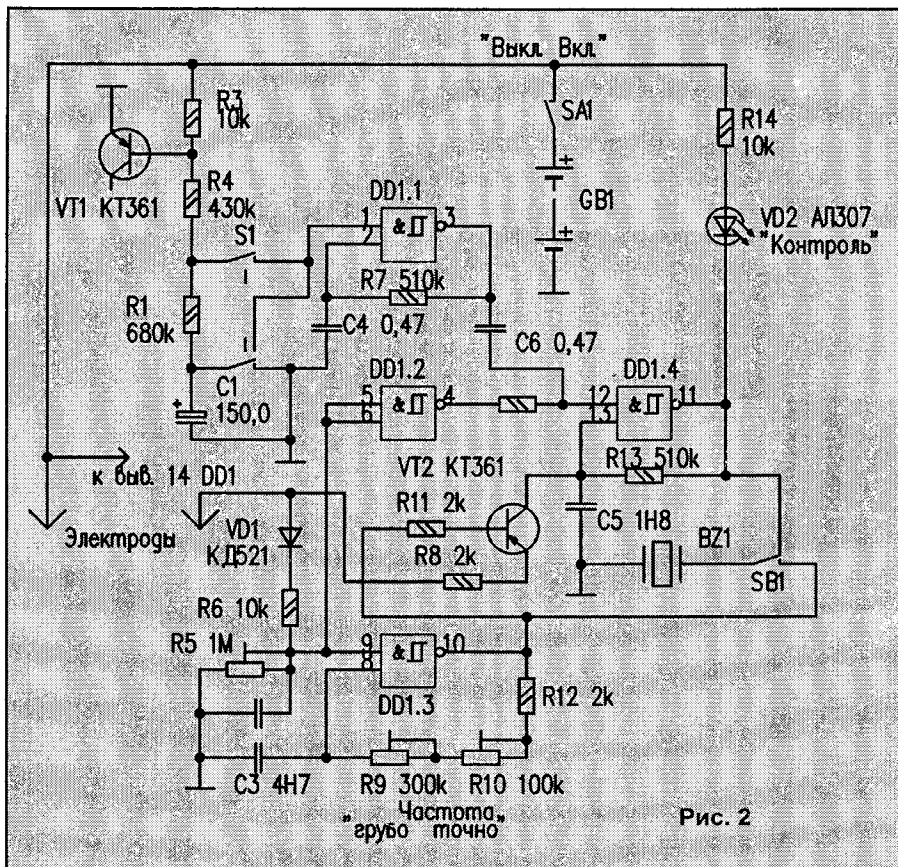 "Выкл. Вкл."
R3
10k
VT1 КТ361
R4
430k
S1
R1
680k
+
C1
150,0
DD1.1
1
2
3
&
R7 510k
C4 0,47
C6 0,47
SA1
+
+
GB1
R14
10k
VD2 АЛ307
"Контроль"
DD1.2
5
6
4
&
DD1.4
12
13
11
&
к выв. 14 DD1
Электроды
VD1
КД521
VT2 КТ361
R11 2k
R8 2k
R13 510k
C5 1Н8
BZ1
SB1
R6 10k
R5 1M
9
8
10
&
DD1.3
R12 2k
C3 4Н7
R9 300k
R10 100k
Частота
"грубо точно"
Рис. 2